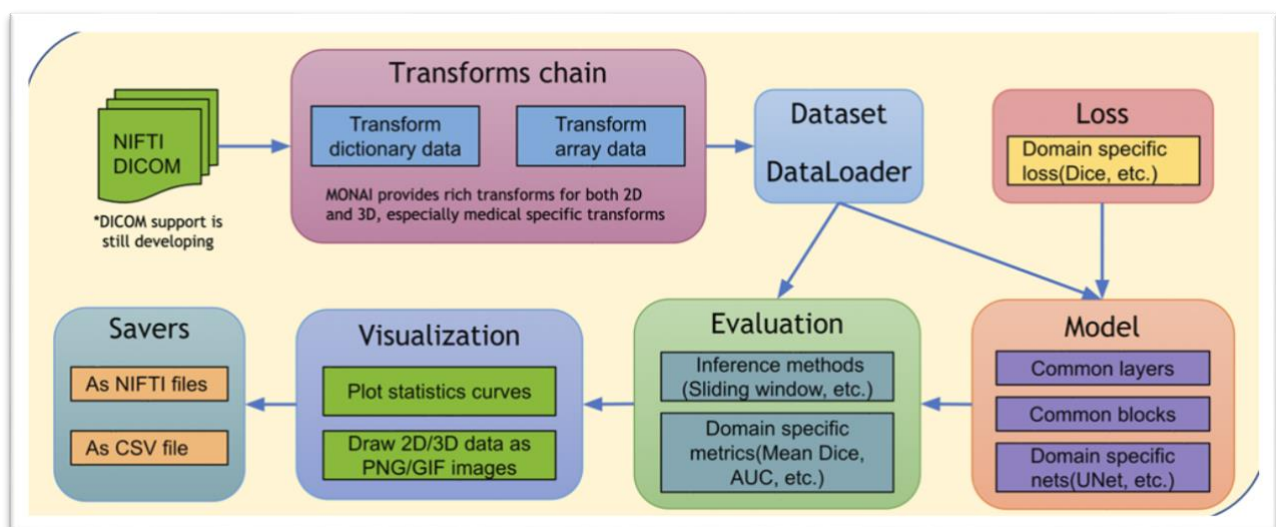 NIFTI
DICOM
*DICOM support is
still developing
Transforms chain
Transform
dictionary data
Transform
array data
MONAI provides rich transforms for both 2D
and 3D, especially medical specific transforms
Dataset
DataLoader
Loss
Domain specific
loss(Dice, etc.)
Savers
As NIFTI files
As CSV file
Visualization
Plot statistics curves
Draw 2D/3D data as
PNG/GIF images
Evaluation
Inference methods
(Sliding window, etc.)
Domain specific
metrics(Mean Dice,
AUC, etc.)
Model
Common layers
Common blocks
Domain specific
nets(UNet, etc.)